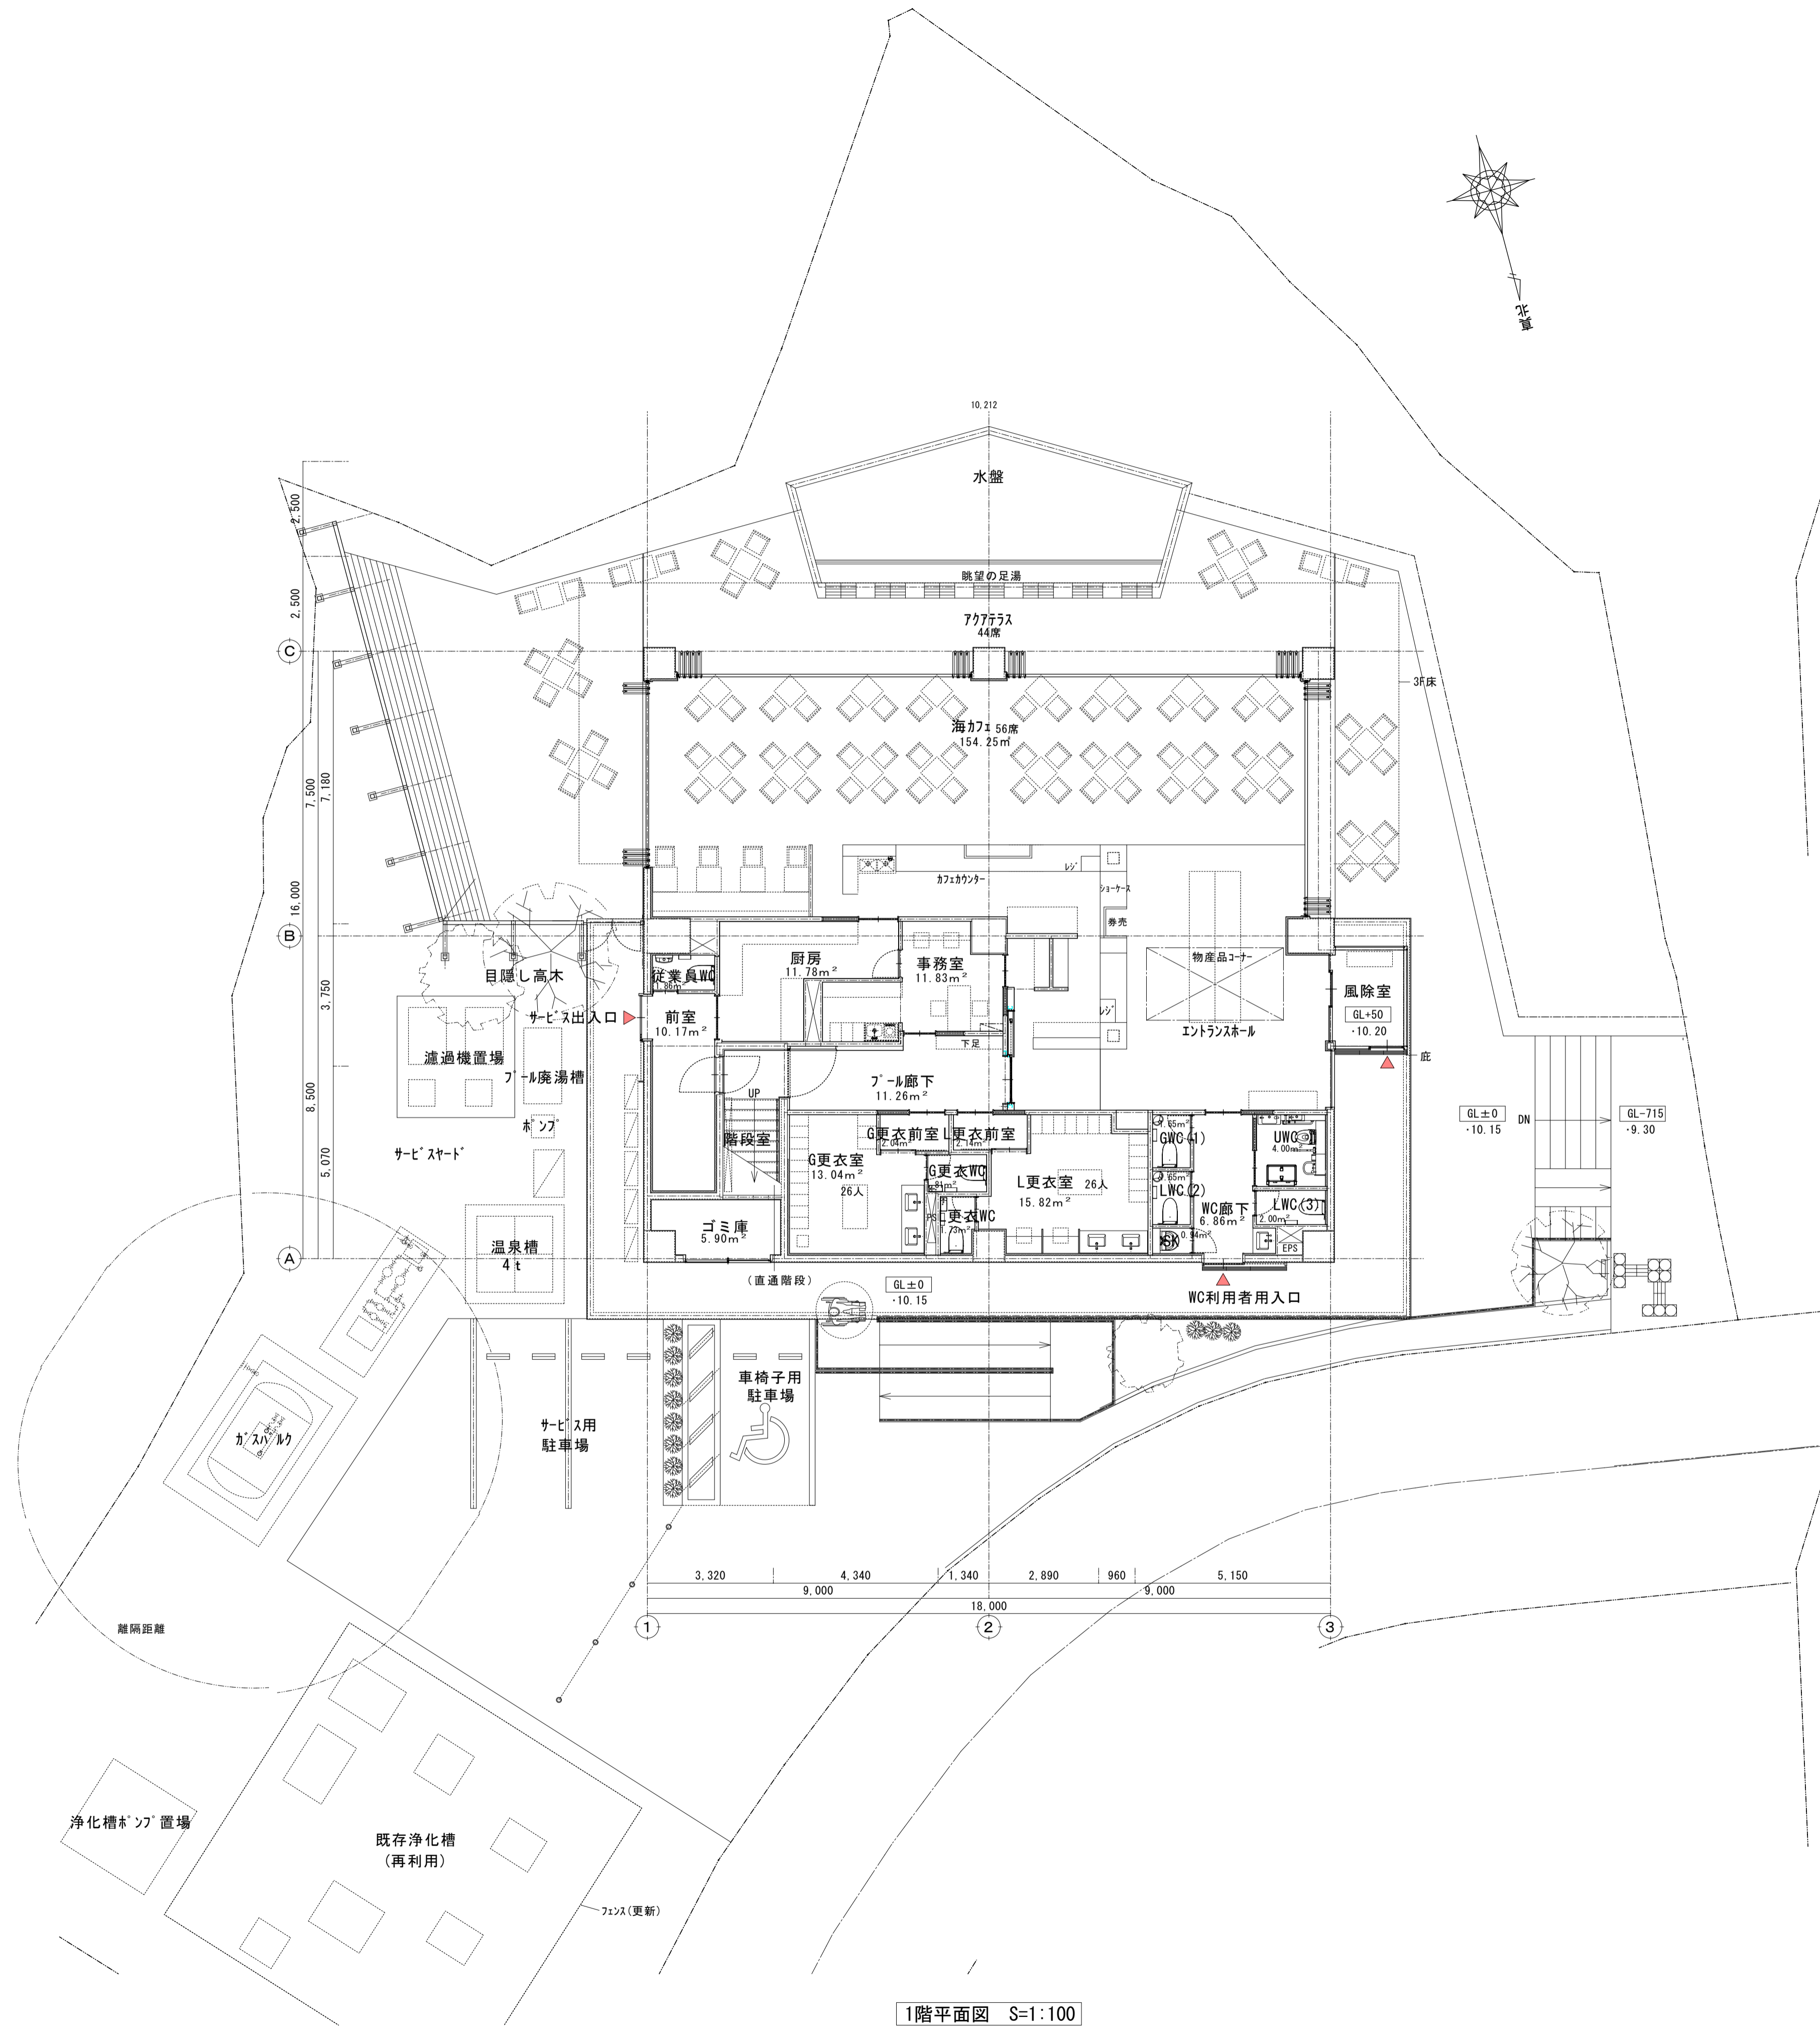 真北
10,212
水盤
眺望の足湯
アクアテラス
44席
2,500
2,500
C
3F床
海カフェ 56席
154.25㎡
7,500
7,180
16,000
カフェカウンター
レジ
ショーケース
券売
B
目隠し高木
従業員WC
1.86m²
厨房
11.78m²
事務室
11.83m²
物産品コーナー
風除室
GL+50
・10.20
サービス出入口
前室
10.17m²
レジ
エントランスホール
下足
庇
3,750
濾過機置場
プール廃湯槽
プール廊下
11.26m²
UP
8,500
ポンプ
GL±0
・10.15
DN
GL-715
・9.30
サービスヤード
階段室
G更衣前室
2.04m²
L更衣前室
2.14m²
GWC(1)
UWC
4.00m²
5,070
G更衣室
13.04m²
26人
G更衣WC
L更衣室
15.82m²
26人
LWC(2)
WC廊下
6.86m²
LWC(3)
2.00m²
PS
L更衣WC
1.73m²
SK
0.94m²
EPS
ゴミ庫
5.90m²
温泉槽
4t
A
(直通階段)
GL±0
・10.15
WC利用者用入口
車椅子用
駐車場
サービス用
駐車場
ガスバルク
3,320
4,340
1,340
2,890
960
5,150
9,000
9,000
18,000
1
2
3
離隔距離
浄化槽ポンプ置場
既存浄化槽
(再利用)
フェンス(更新)
1階平面図 S=1:100